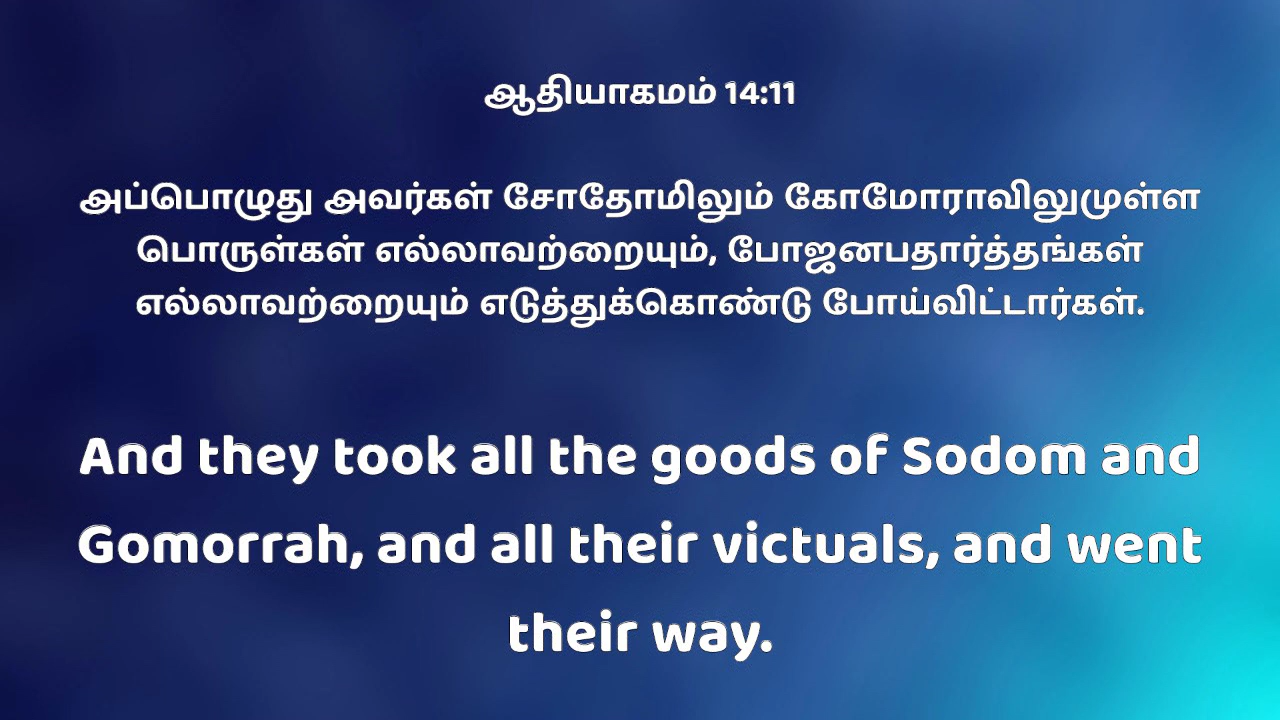 ஆதியாகமம் 14:11
அப்பொழுது அவர்கள் சோதோமிலும் கோமோராவிலுமுள்ள
பொருள்கள் எல்லாவற்றையும், போஜனபதார்த்தங்கள்
எல்லாவற்றையும் எடுத்துக்கொண்டு போய்விட்டார்கள்.
And they took all the goods of Sodom and
Gomorrah, and all their victuals, and went
their way.